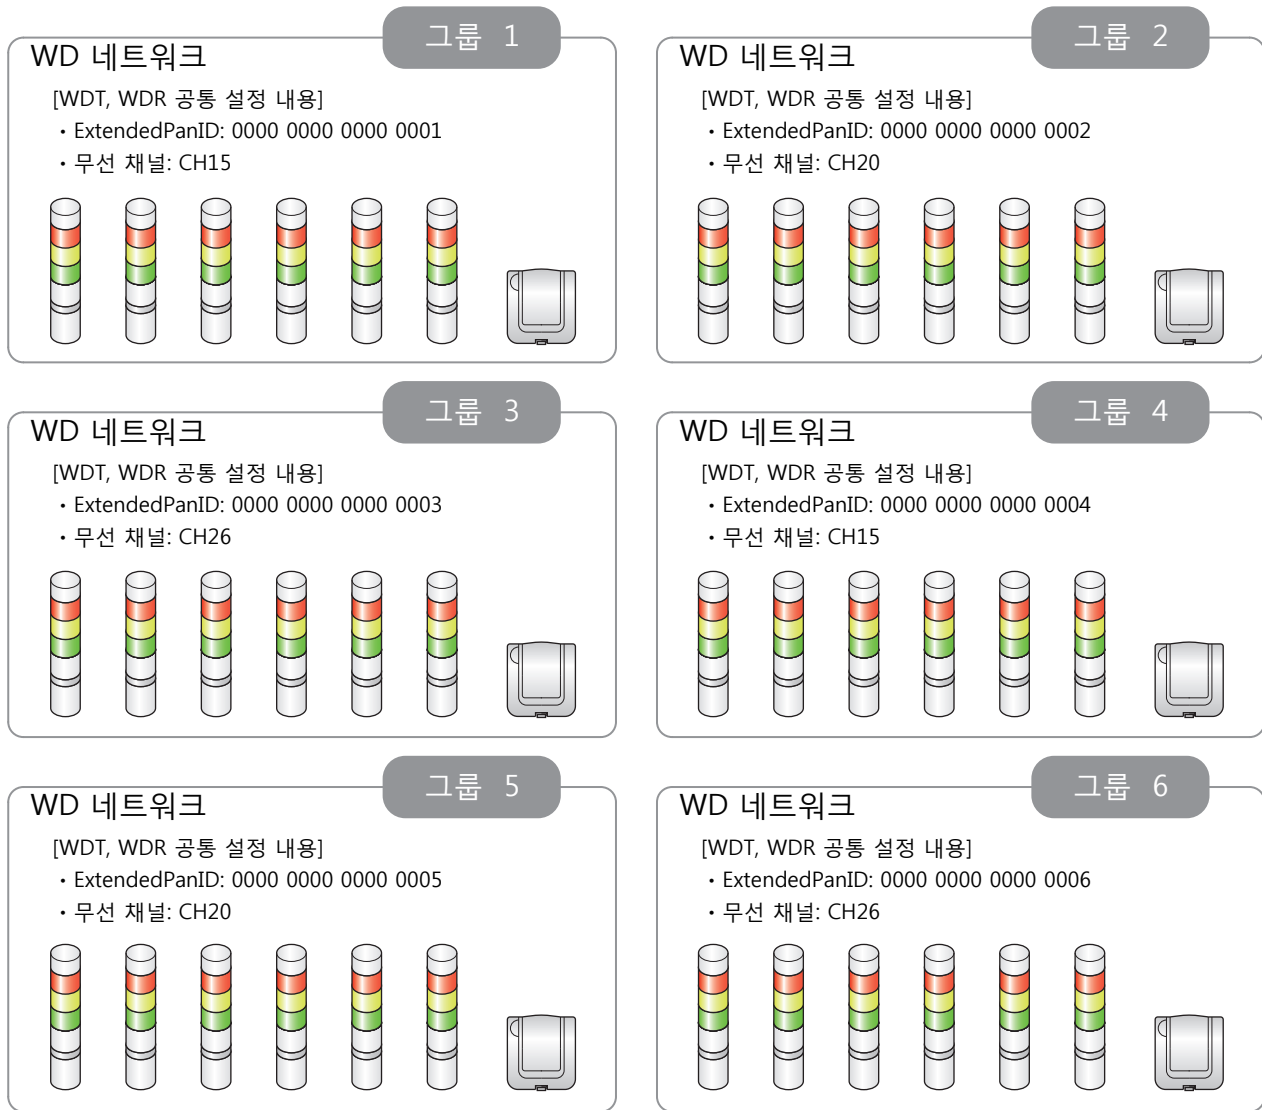 그룹 1
WD 네트워크
[WDT, WDR 공통 설정 내용]
・ExtendedPanID: 0000 0000 0000 0001
・무선 채널: CH15
그룹 2
WD 네트워크
[WDT, WDR 공통 설정 내용]
・ExtendedPanID: 0000 0000 0000 0002
・무선 채널: CH20
그룹 3
WD 네트워크
[WDT, WDR 공통 설정 내용]
・ExtendedPanID: 0000 0000 0000 0003
・무선 채널: CH26
그룹 4
WD 네트워크
[WDT, WDR 공통 설정 내용]
・ExtendedPanID: 0000 0000 0000 0004
・무선 채널: CH15
그룹 5
WD 네트워크
[WDT, WDR 공통 설정 내용]
・ExtendedPanID: 0000 0000 0000 0005
・무선 채널: CH20
그룹 6
WD 네트워크
[WDT, WDR 공통 설정 내용]
・ExtendedPanID: 0000 0000 0000 0006
・무선 채널: CH26